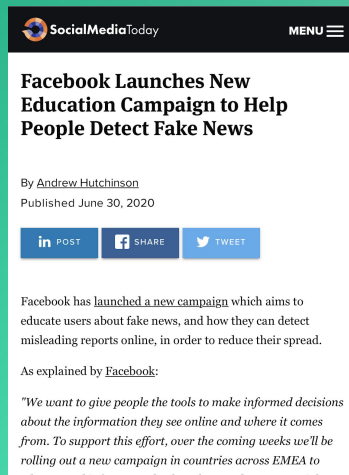 SocialMediaToday
MENU
Facebook Launches New
Education Campaign to Help
People Detect Fake News
By Andrew Hutchinson
Published June 30, 2020
in POST
f SHARE
TWEET
Facebook has launched a new campaign which aims to
educate users about fake news, and how they can detect
misleading reports online, in order to reduce their spread.
As explained by Facebook:
"We want to give people the tools to make informed decisions
about the information they see online and where it comes
from. To support this effort, over the coming weeks we'll be
rolling out a new campaign in countries across EMEA to